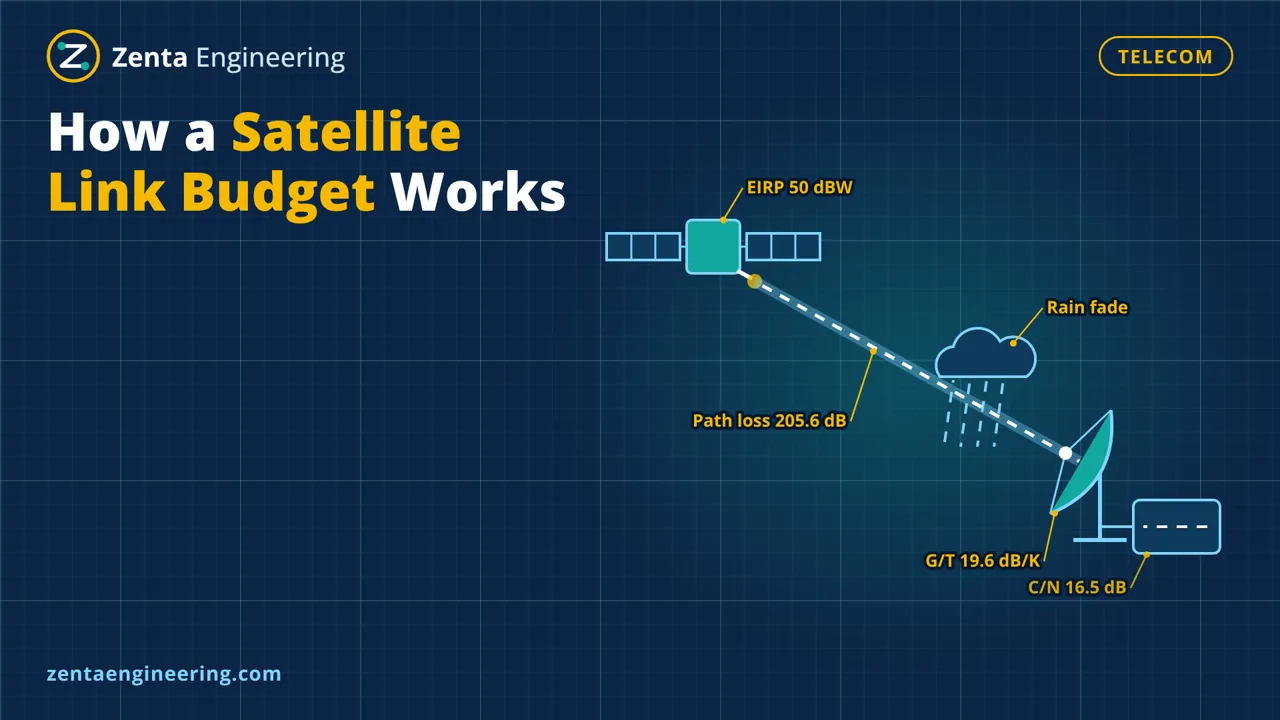 Zenta Engineering
TELECOM
How a Satellite
Link Budget Works
EIRP 50 dBW
Rain fade
Path loss 205.6 dB
G/T 19.6 dB/K
C/N 16.5 dB
zentaengineering.com